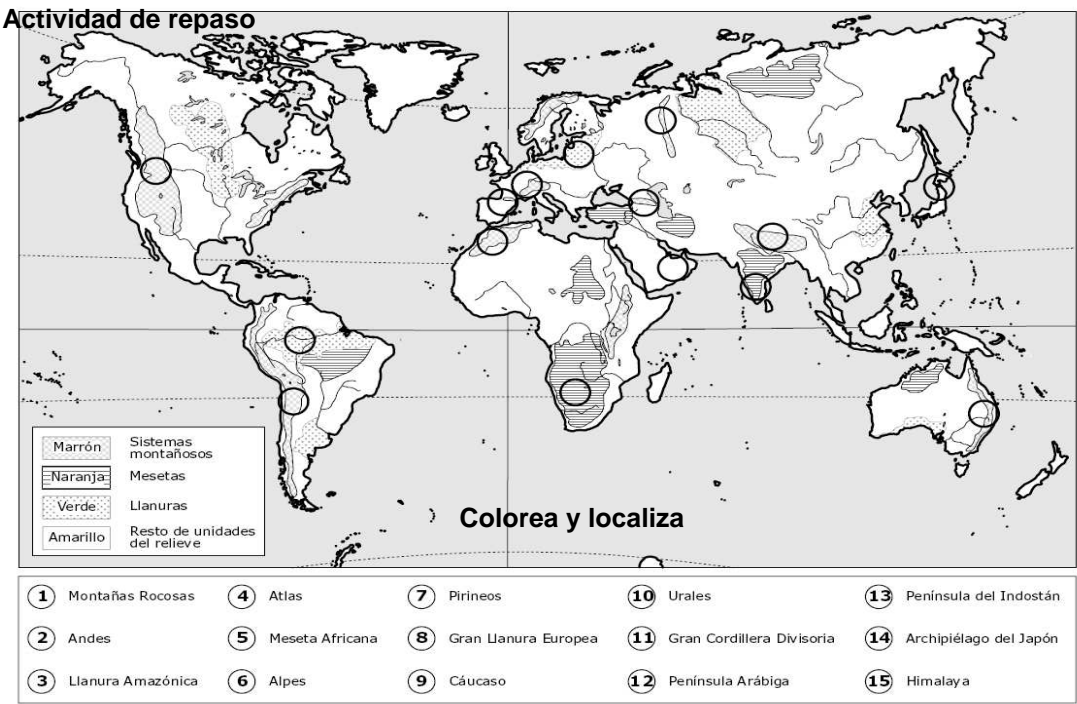 Actividad de repaso
Marrón Sistemas montañosos
Naranja Mesetas
Verde Llanuras
Amarillo Resto de unidades del relieve
Colorea y localiza
1 Montañas Rocosas
2 Andes
3 Llanura Amazónica
4 Atlas
5 Meseta Africana
6 Alpes
7 Pirineos
8 Gran Llanura Europea
9 Cáucaso
10 Urales
11 Gran Cordillera Divisoria
12 Península Arábiga
13 Península del Indostán
14 Archipiélago del Japón
15 Himalaya